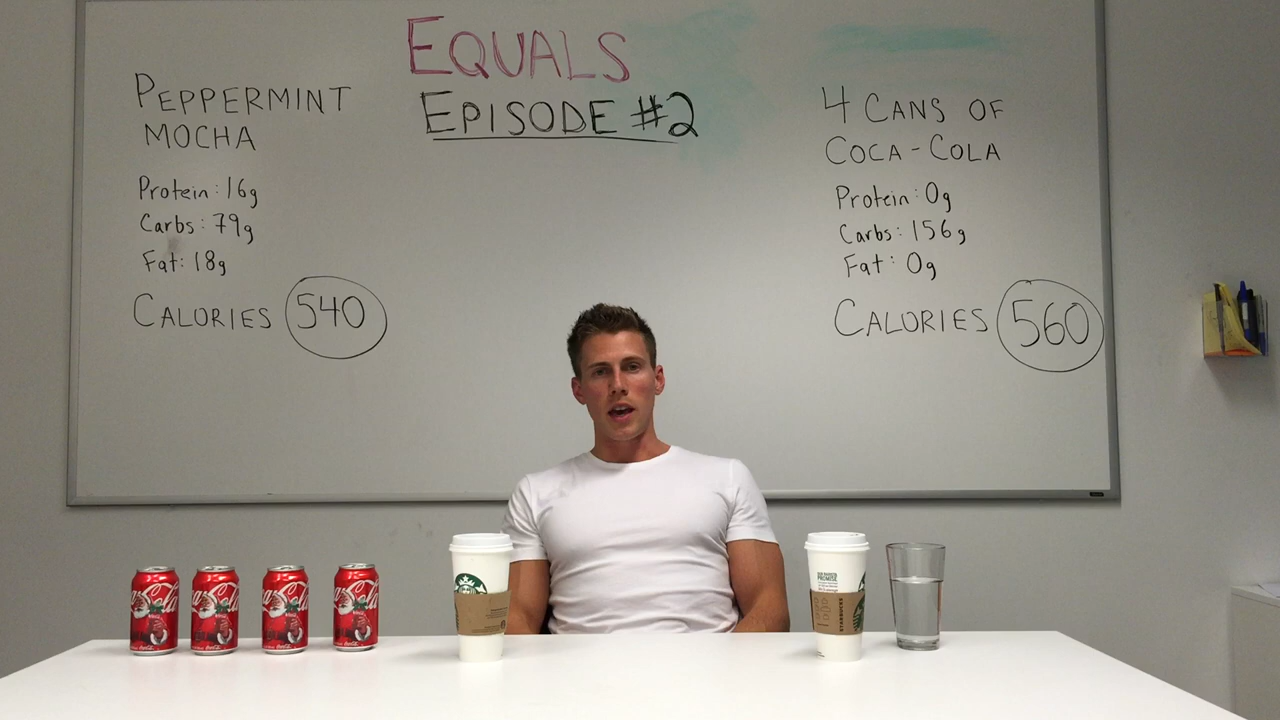 EQUALS
EPISODE #2
PEPPERMINT
MOCHA
Protein: 16g
Carbs: 79g
Fat: 18g
CALORIES 540
4 CANS OF
COCA-COLA
Protein: 0g
Carbs: 156g
Fat: 0g
CALORIES 560